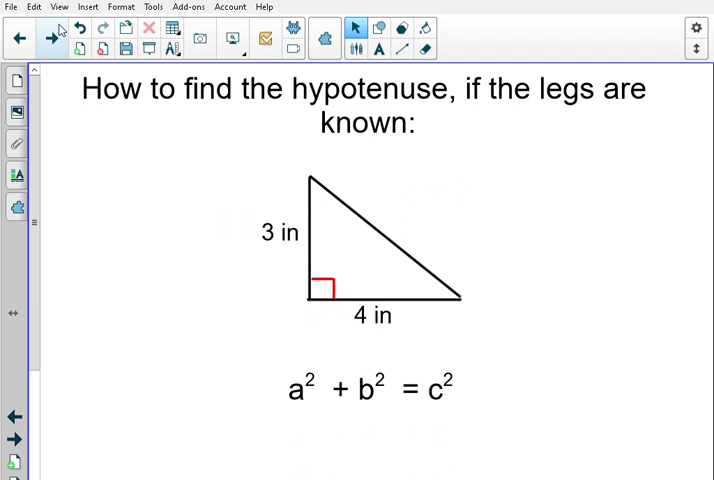 File Edit View Insert Format Tools Add-ons Account Help
How to find the hypotenuse, if the legs are
known:
3 in
4 in
a² + b² = c²